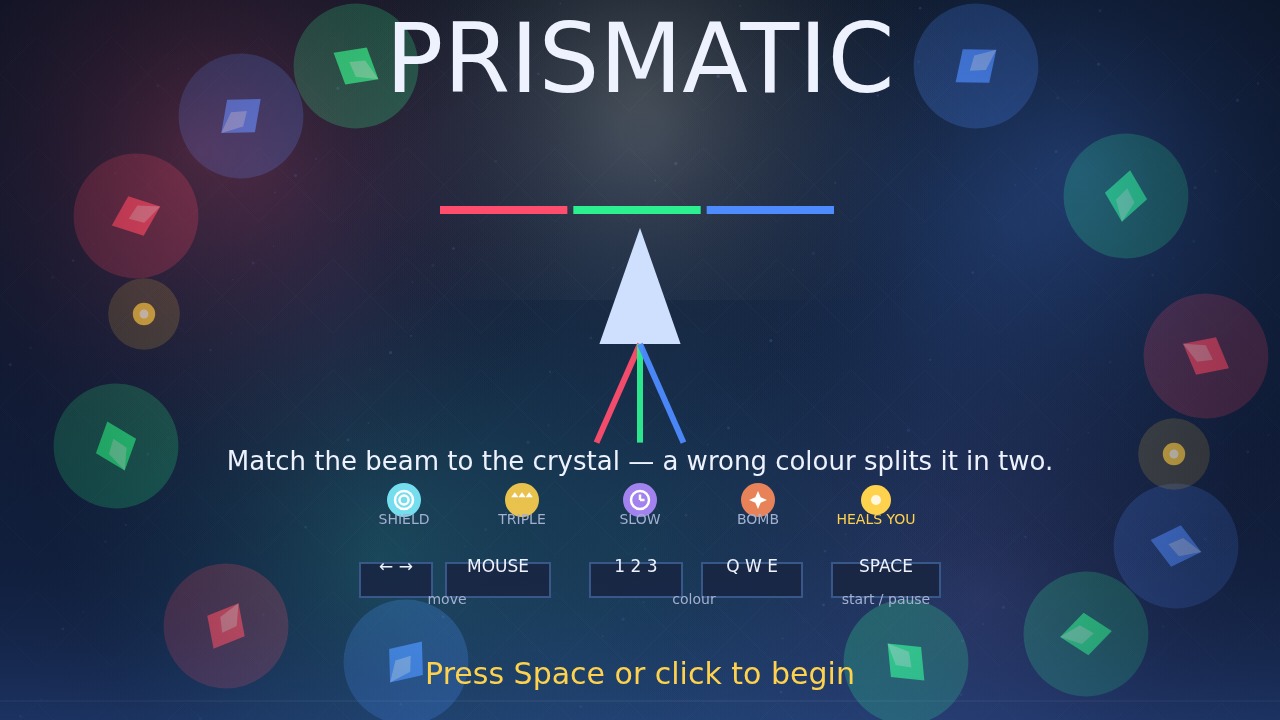 PRISMATIC
Match the beam to the crystal — a wrong colour splits it in two.
SHIELD TRIPLE SLOW BOMB HEALS YOU
← → MOUSE 1 2 3 Q W E SPACE
move colour start / pause
Press Space or click to begin